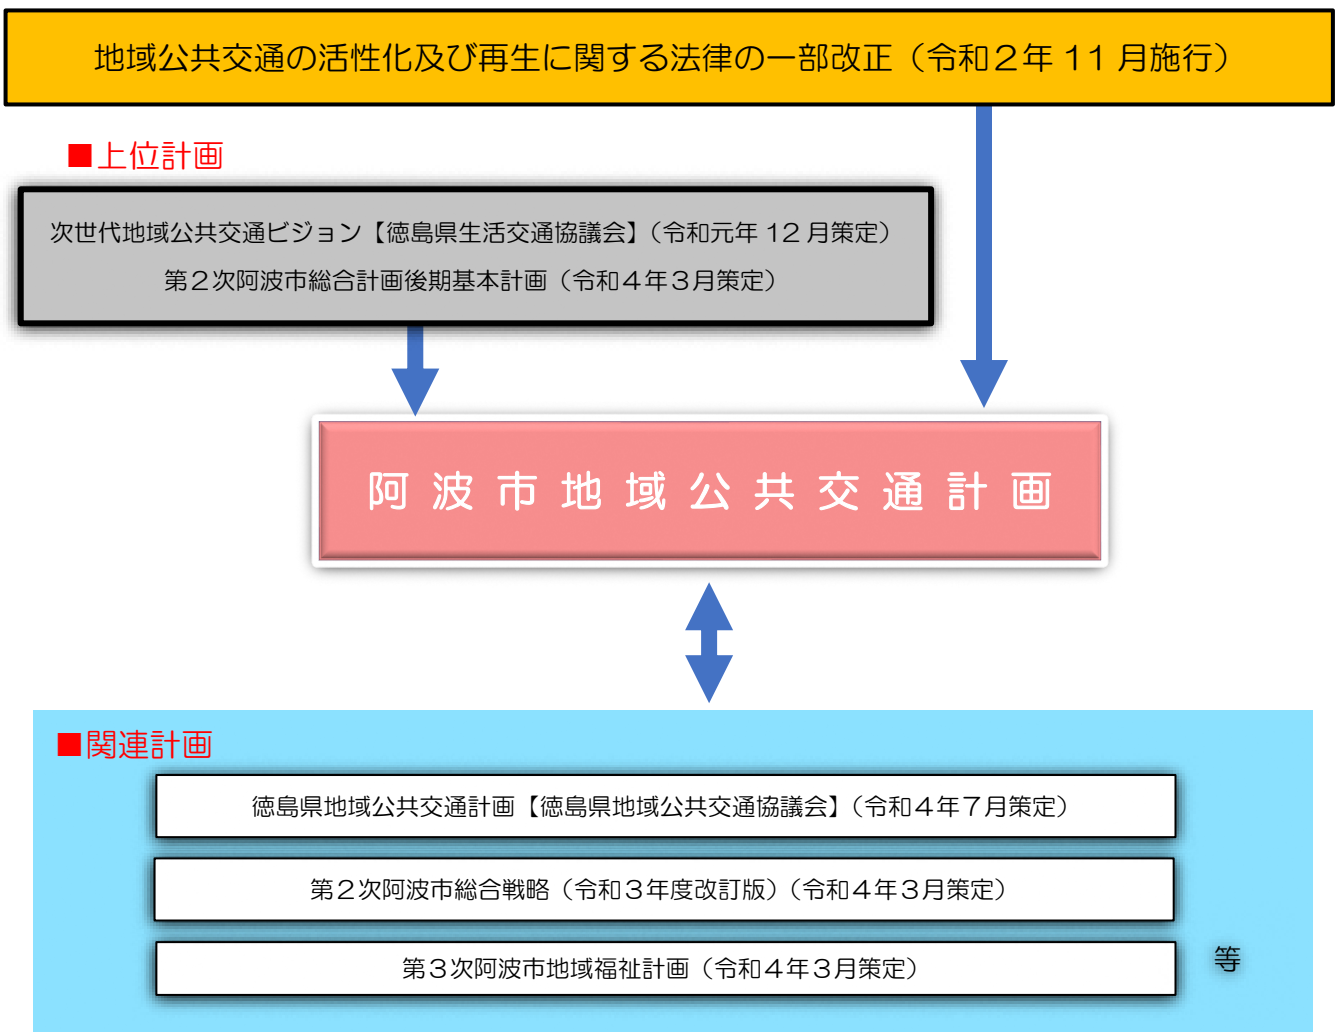 地域公共交通の活性化及び再生に関する法律の一部改正（令和２年 11 月施行）
■上位計画
次世代地域公共交通ビジョン【徳島県生活交通協議会】（令和元年 12 月策定）
第２次阿波市総合計画後期基本計画（令和４年３月策定）
阿波市地域公共交通計画
■関連計画
徳島県地域公共交通計画【徳島県地域公共交通協議会】（令和４年７月策定）
第２次阿波市総合戦略（令和３年度改訂版）（令和４年３月策定）
第３次阿波市地域福祉計画（令和４年３月策定）
等